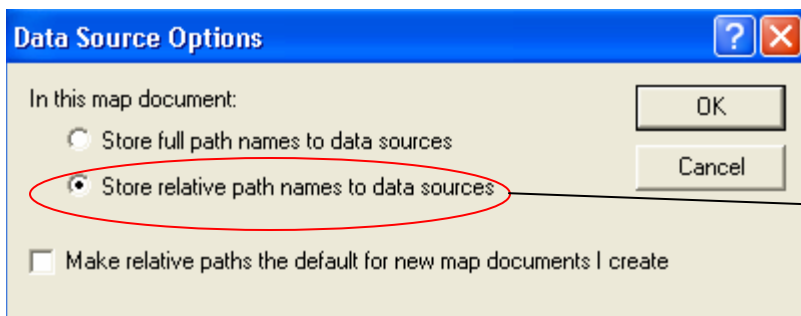 Data Source Options
?
In this map document:
OK
Store full path names to data sources
Cancel
Store relative path names to data sources
Make relative paths the default for new map documents I create